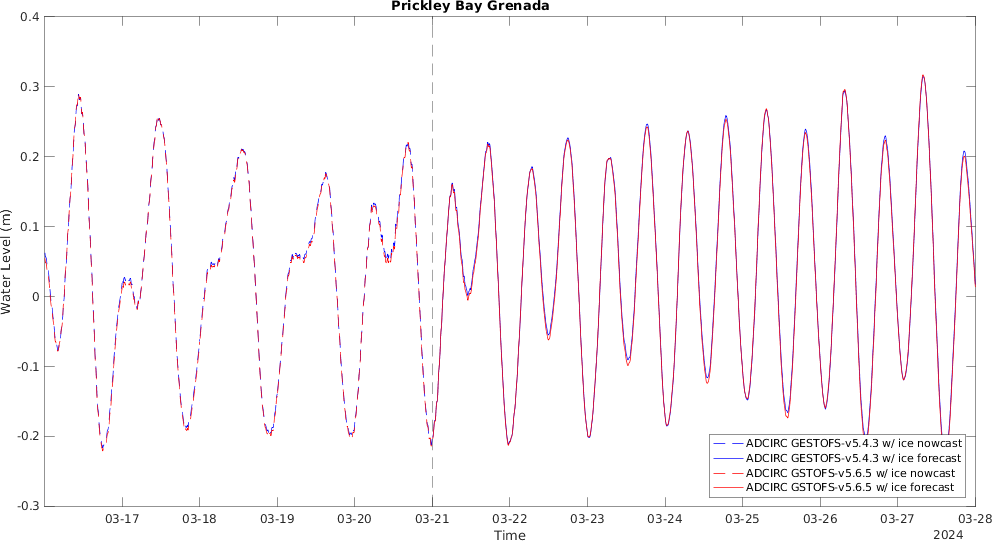 Prickley Bay Grenada
0.4
0.3
0.2
0.1
0
-0.1
-0.2
-0.3
Water Level (m)
ADCIRC GESTOFS-v5.4.3 w/ ice nowcast
ADCIRC GESTOFS-v5.4.3 w/ ice forecast
ADCIRC GSTOFS-v5.6.5 w/ ice nowcast
ADCIRC GSTOFS-v5.6.5 w/ ice forecast
03-17 03-18 03-19 03-20 03-21 03-22 03-23 03-24 03-25 03-26 03-27 03-28
Time 2024